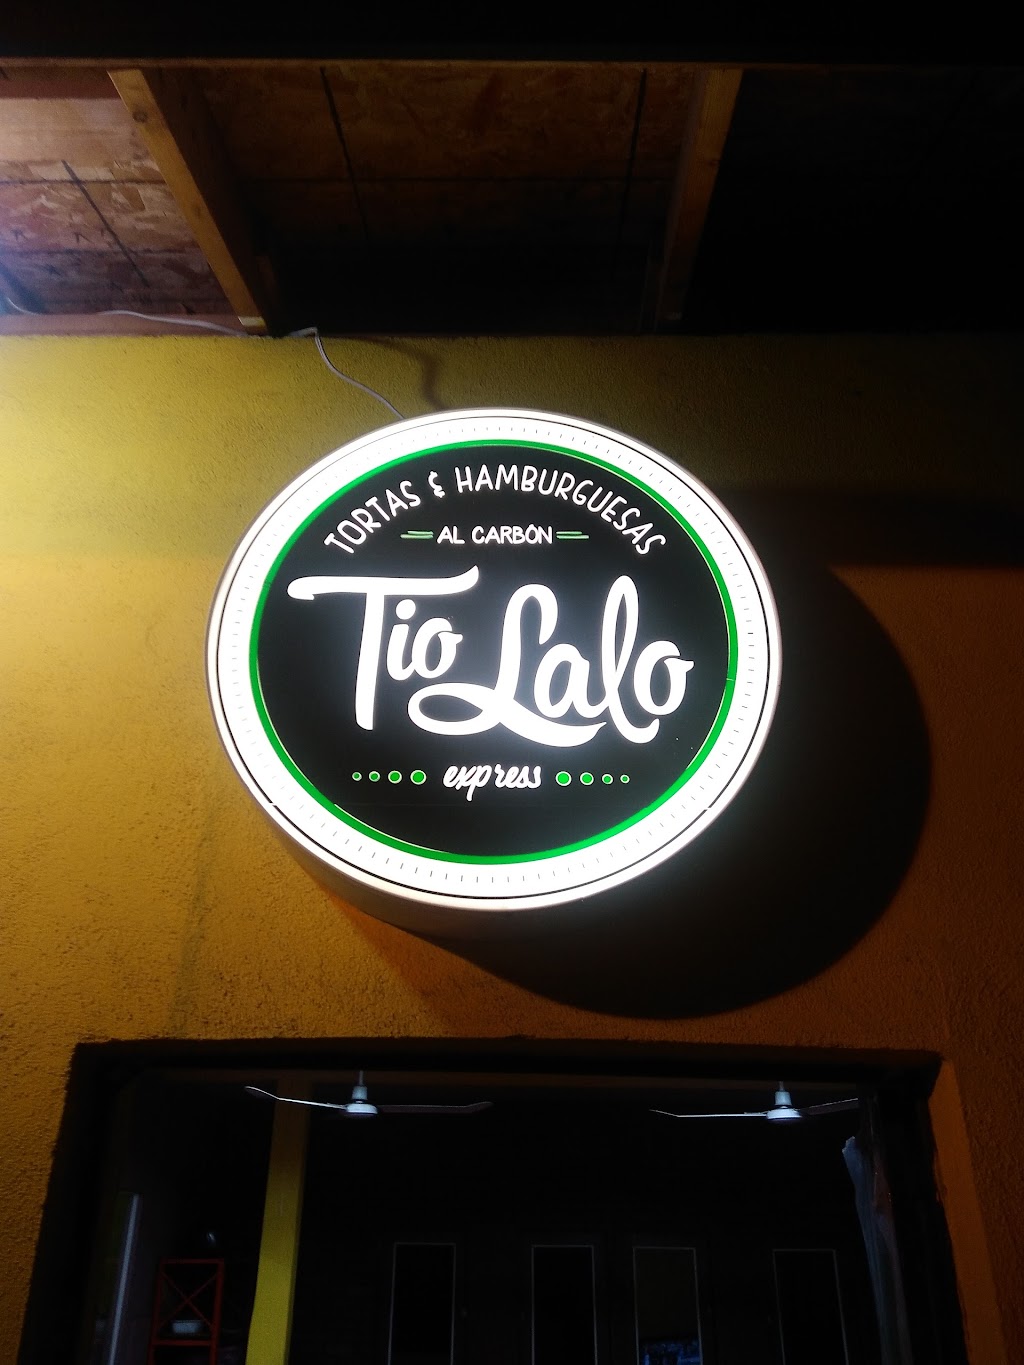 TORTAS & HAMBURGUESAS
AL CARBÓN
Tio Lalo
express